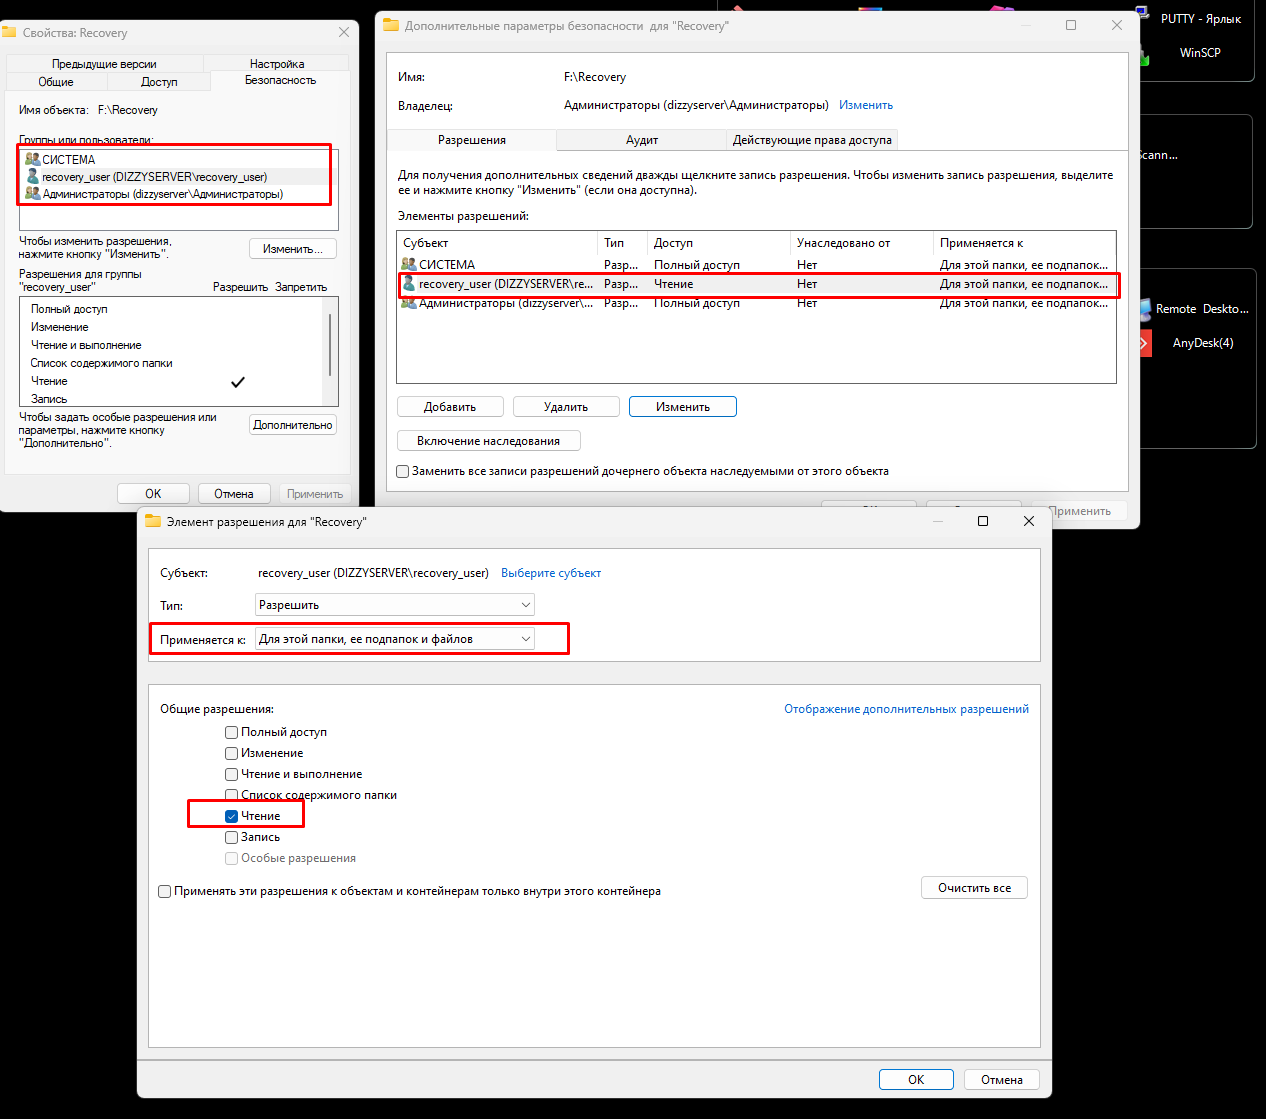 Свойства: Recovery
Предыдущие версии
Настройка
Общие
Доступ
Безопасность
Имя объекта: F:\Recovery
Группы или пользователи:
СИСТЕМА
recovery_user (DIZZYSERVER\recovery_user)
Администраторы (dizzyserver\Администраторы)
Чтобы изменить разрешения,
нажмите кнопку "Изменить".
Изменить...
Разрешения для группы
"recovery_user"
Разрешить Запретить
Полный доступ
Изменение
Чтение и выполнение
Список содержимого папки
Чтение
Запись
Чтобы задать особые разрешения или
параметры, нажмите кнопку
"Дополнительно".
Дополнительно
ОК
Отмена
Применить
Дополнительные параметры безопасности для "Recovery"
Имя: F:\Recovery
Владелец: Администраторы (dizzyserver\Администраторы) Изменить
Разрешения
Аудит
Действующие права доступа
Для получения дополнительных сведений дважды щелкните запись разрешения. Чтобы изменить запись разрешения, выделите
ее и нажмите кнопку "Изменить" (если она доступна).
Элементы разрешений:
Субъект Тип Доступ Унаследовано от Применяется к
СИСТЕМА Разр... Полный доступ Нет Для этой папки, ее подпапок...
recovery_user (DIZZYSERVER\re... Разр... Чтение Нет Для этой папки, ее подпапок...
Администраторы (dizzyserver\... Разр... Полный доступ Нет Для этой папки, ее подпапок...
Добавить
Удалить
Изменить
Включение наследования
Заменить все записи разрешений дочернего объекта наследуемыми от этого объекта
Применить
PUTTY - Ярлык
WinSCP
Scann...
Remote Deskto...
AnyDesk(4)
Элемент разрешения для "Recovery"
Субъект: recovery_user (DIZZYSERVER\recovery_user) Выберите субъект
Тип: Разрешить
Применяется к: Для этой папки, ее подпапок и файлов
Общие разрешения:
Отображение дополнительных разрешений
Полный доступ
Изменение
Чтение и выполнение
Список содержимого папки
Чтение
Запись
Особые разрешения
Применять эти разрешения к объектам и контейнерам только внутри этого контейнера
Очистить все
ОК
Отмена